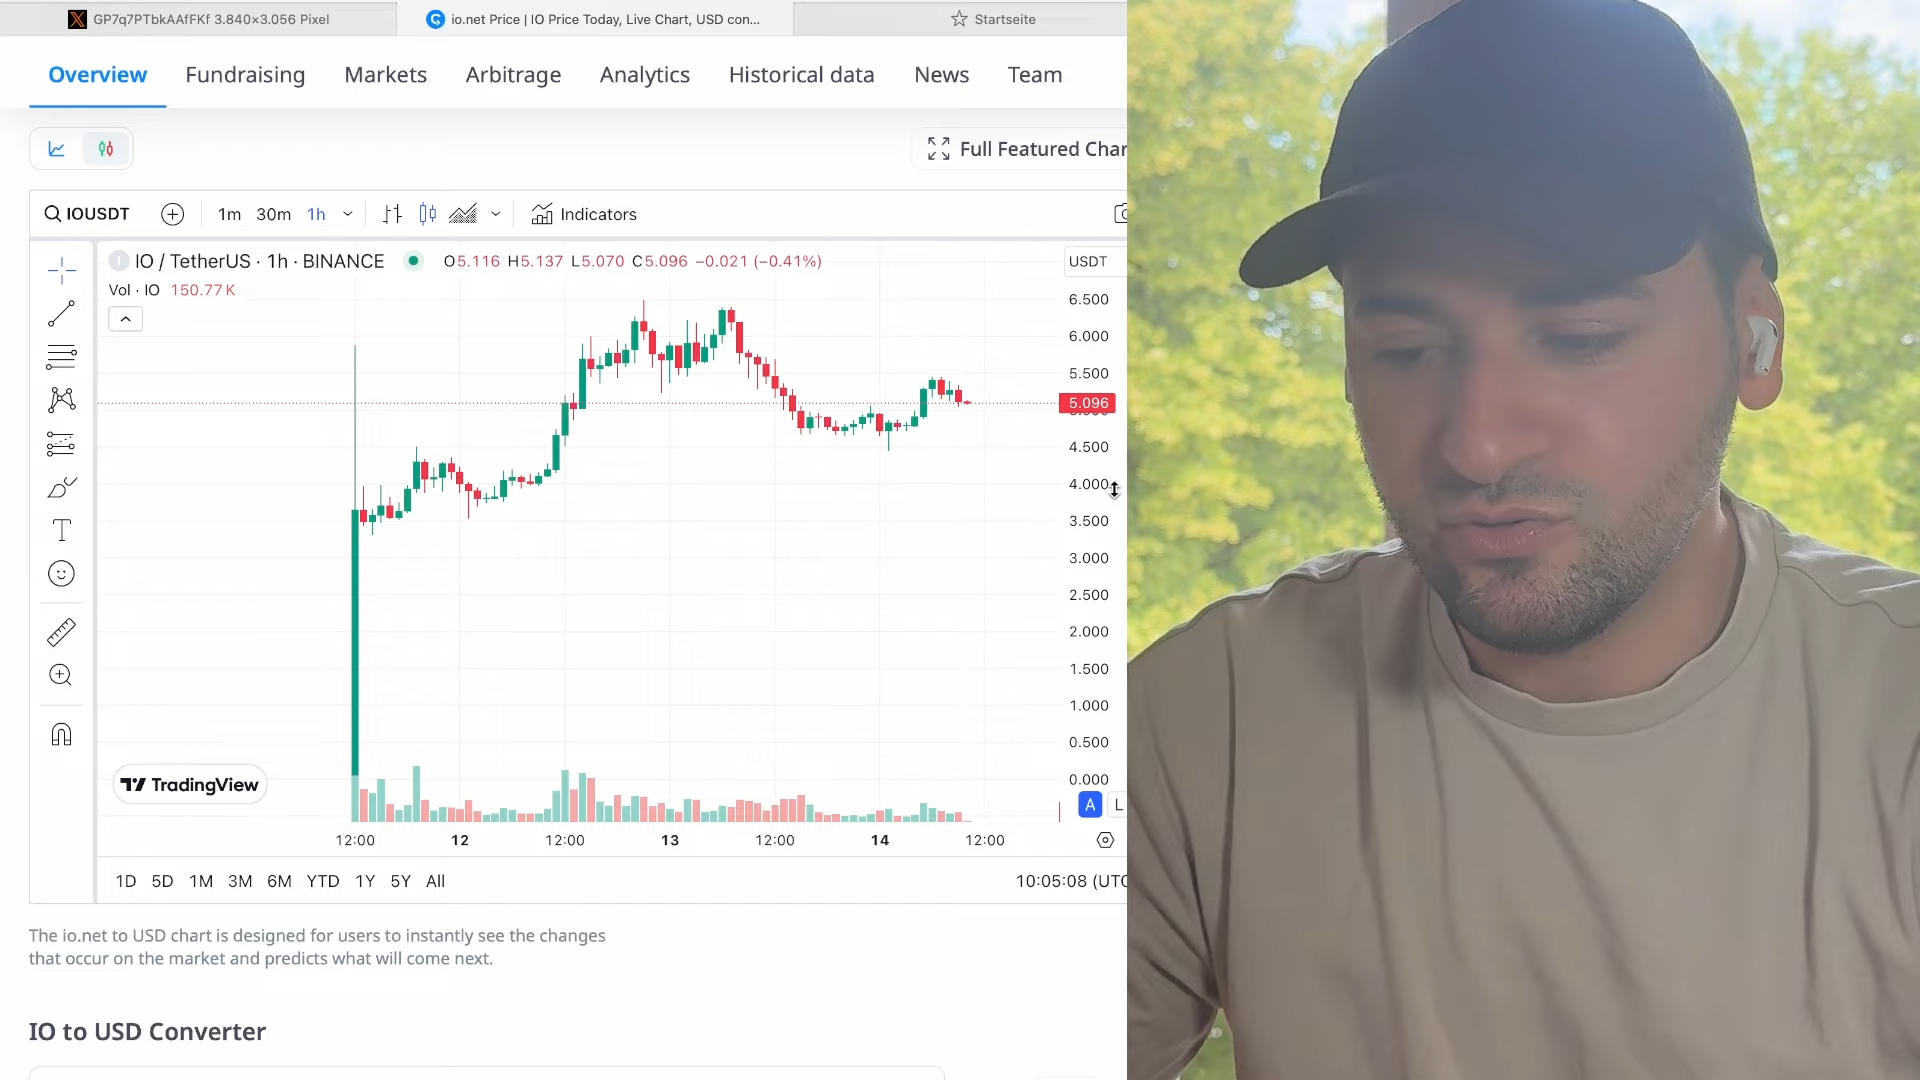 GP7q7PTbkAAfFKf 3.840×3.056 Pixel
io.net Price | IO Price Today, Live Chart, USD con...
Startseite
Overview Fundraising Markets Arbitrage Analytics Historical data News Team
Full Featured Char
IOUSDT 1m 30m 1h Indicators
IO / TetherUS · 1h · BINANCE O5.116 H5.137 L5.070 C5.096 −0.021 (−0.41%)
USDT
Vol · IO 150.77 K
6.500
6.000
5.500
5.096
4.500
4.000
3.500
3.000
2.500
2.000
1.500
1.000
0.500
0.000
TradingView
A L
12:00 12 12:00 13 12:00 14 12:00
1D 5D 1M 3M 6M YTD 1Y 5Y All
10:05:08 (UTC
The io.net to USD chart is designed for users to instantly see the changes
that occur on the market and predicts what will come next.
IO to USD Converter